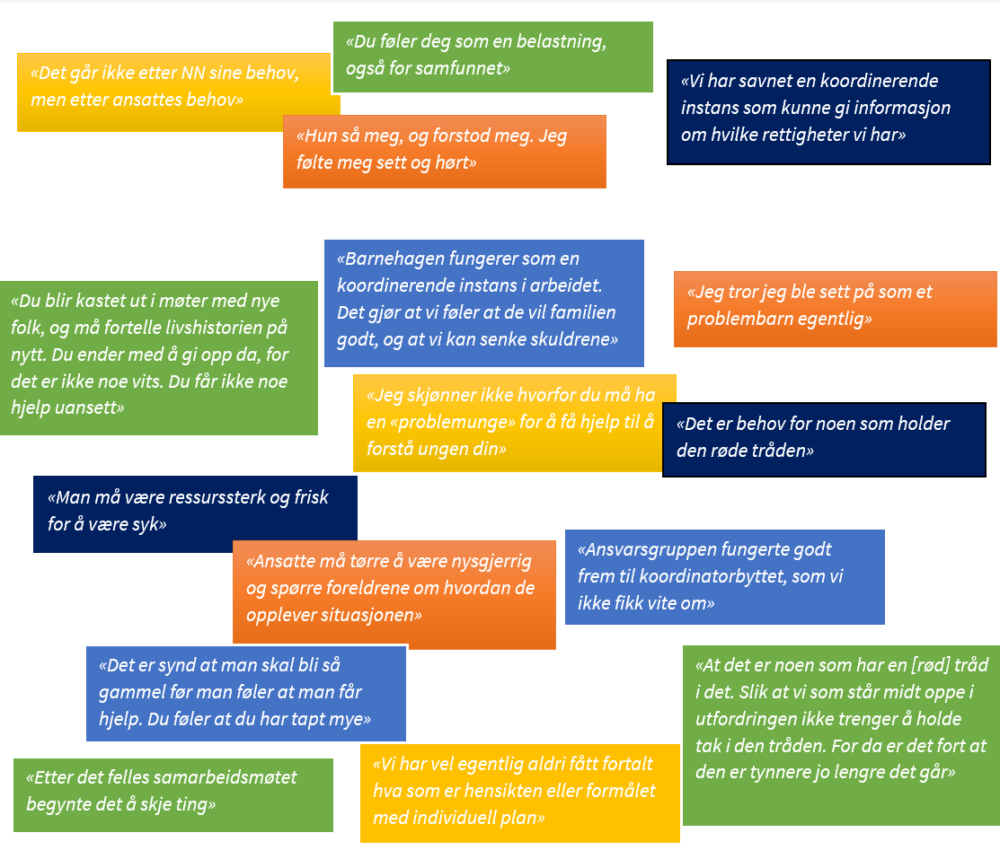 «Du føler deg som en belastning,
også for samfunnet»
«Det går ikke etter NN sine behov,
men etter ansattes behov»
«Vi har savnet en koordinerende
instans som kunne gi informasjon
om hvilke rettigheter vi har»
«Hun så meg, og forstod meg. Jeg
følte meg sett og hørt»
«Barnehagen fungerer som en
koordinerende instans i arbeidet.
Det gjør at vi føler at de vil familien
godt, og at vi kan senke skuldrene»
«Du blir kastet ut i møter med nye
folk, og må fortelle livshistorien på
nytt. Du ender med å gi opp da, for
det er ikke noe vits. Du får ikke noe
hjelp uansett»
«Jeg tror jeg ble sett på som et
problembarn egentlig»
«Jeg skjønner ikke hvorfor du må ha
en «problemunge» for å få hjelp til å
forstå ungen din»
«Det er behov for noen som holder
den røde tråden»
«Man må være ressurssterk og frisk
for å være syk»
«Ansatte må tørre å være nysgjerrig
og spørre foreldrene om hvordan de
opplever situasjonen»
«Ansvarsgruppen fungerte godt
frem til koordinatorbyttet, som vi
ikke fikk vite om»
«Det er synd at man skal bli så
gammel før man føler at man får
hjelp. Du føler at du har tapt mye»
«At det er noen som har en [rød] tråd
i det. Slik at vi som står midt oppe i
utfordringen ikke trenger å holde
tak i den tråden. For da er det fort at
den er tynnere jo lengre det går»
«Etter det felles samarbeidsmøtet
begynte det å skje ting»
«Vi har vel egentlig aldri fått fortalt
hva som er hensikten eller formålet
med individuell plan»